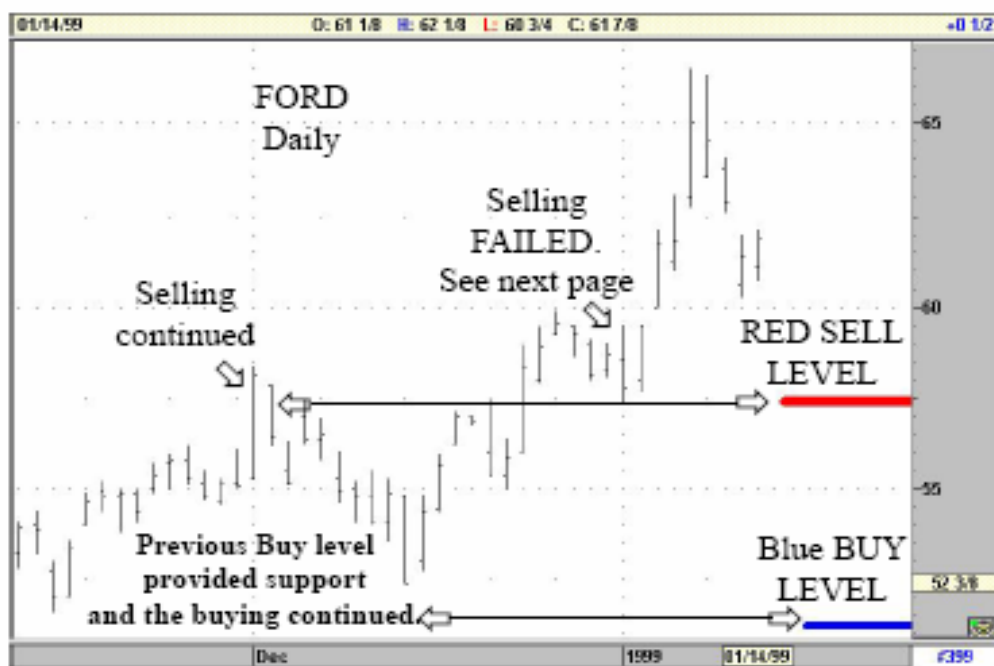 01/14/99 O: 61 1/8 H: 62 1/8 L: 60 3/4 C: 61 7/8 +0 1/2
FORD
Daily
65
Selling
FAILED.
See next page
Selling
continued
60
RED SELL
LEVEL
55
Previous Buy level
provided support
and the buying continued.
Blue BUY
LEVEL
52 3/8
Dec 1999 01/14/99 #399